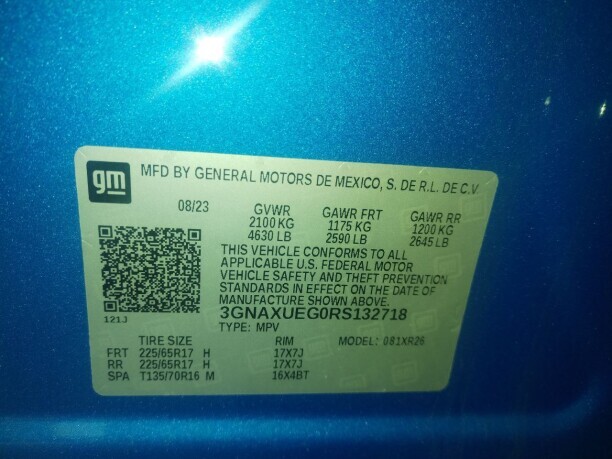 gm
MFD BY GENERAL MOTORS DE MEXICO, S. DE R.L. DE C.V.
08/23 GVWR GAWR FRT GAWR RR
2100 KG 1175 KG 1200 KG
4630 LB 2590 LB 2645 LB
THIS VEHICLE CONFORMS TO ALL
APPLICABLE U.S. FEDERAL MOTOR
VEHICLE SAFETY AND THEFT PREVENTION
STANDARDS IN EFFECT ON THE DATE OF
MANUFACTURE SHOWN ABOVE.
3GNAXUEG0RS132718
121J
TYPE: MPV
TIRE SIZE RIM MODEL: 081XR26
FRT 225/65R17 H 17X7J
RR 225/65R17 H 17X7J
SPA T135/70R16 M 16X4BT